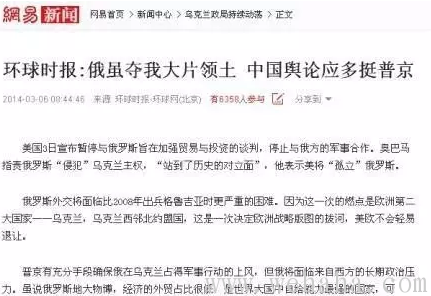 網易 新闻 网易首页 > 新闻中心 > 乌克兰政局持续动荡 > 正文
环球时报:俄虽夺我大片领土 中国舆论应多挺普京
2014-03-06 08:44:46 来源 环球时报-环球网(北京) 有6358人参与 分享到
美国3日宣布暂停与俄罗斯旨在加强贸易与投资的谈判，停止与俄方的军事合作。奥巴马
指责俄罗斯“侵犯”乌克兰主权，“站到了历史的对立面”，他表示美将“孤立”俄罗斯。
俄罗斯外交将面临比2008年出兵格鲁吉亚时更严重的困难。因为这一次的燃点是欧洲第二
大国家——乌克兰，乌克兰西邻北约盟国，这是一次决定欧洲战略版图的拔河，美欧不会轻易
退让。
普京有充分手段确保俄在乌克兰占得军事行动的上风，但俄将面临来自西方的长期政治压
力。虽说俄罗斯地大物博，经济的外贸占比很低，是世界大国中自给能力最强的国家，可